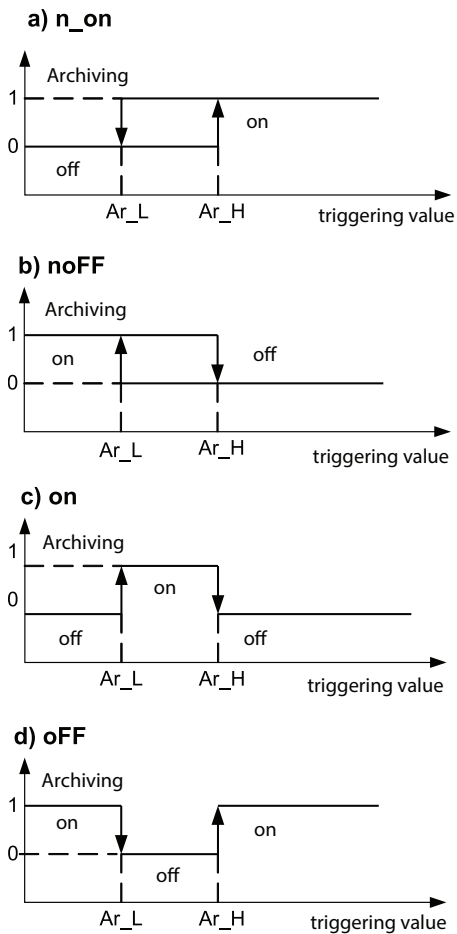 a) n_on
Archiving
1
on
0
off
Ar_L Ar_H
triggering value
b) noFF
Archiving
1
on off
0
Ar_L Ar_H
triggering value
c) on
1 Archiving
on
0
off off
Ar_L Ar_H
triggering value
d) oFF
Archiving
1
on on
0
off
Ar_L Ar_H
triggering value